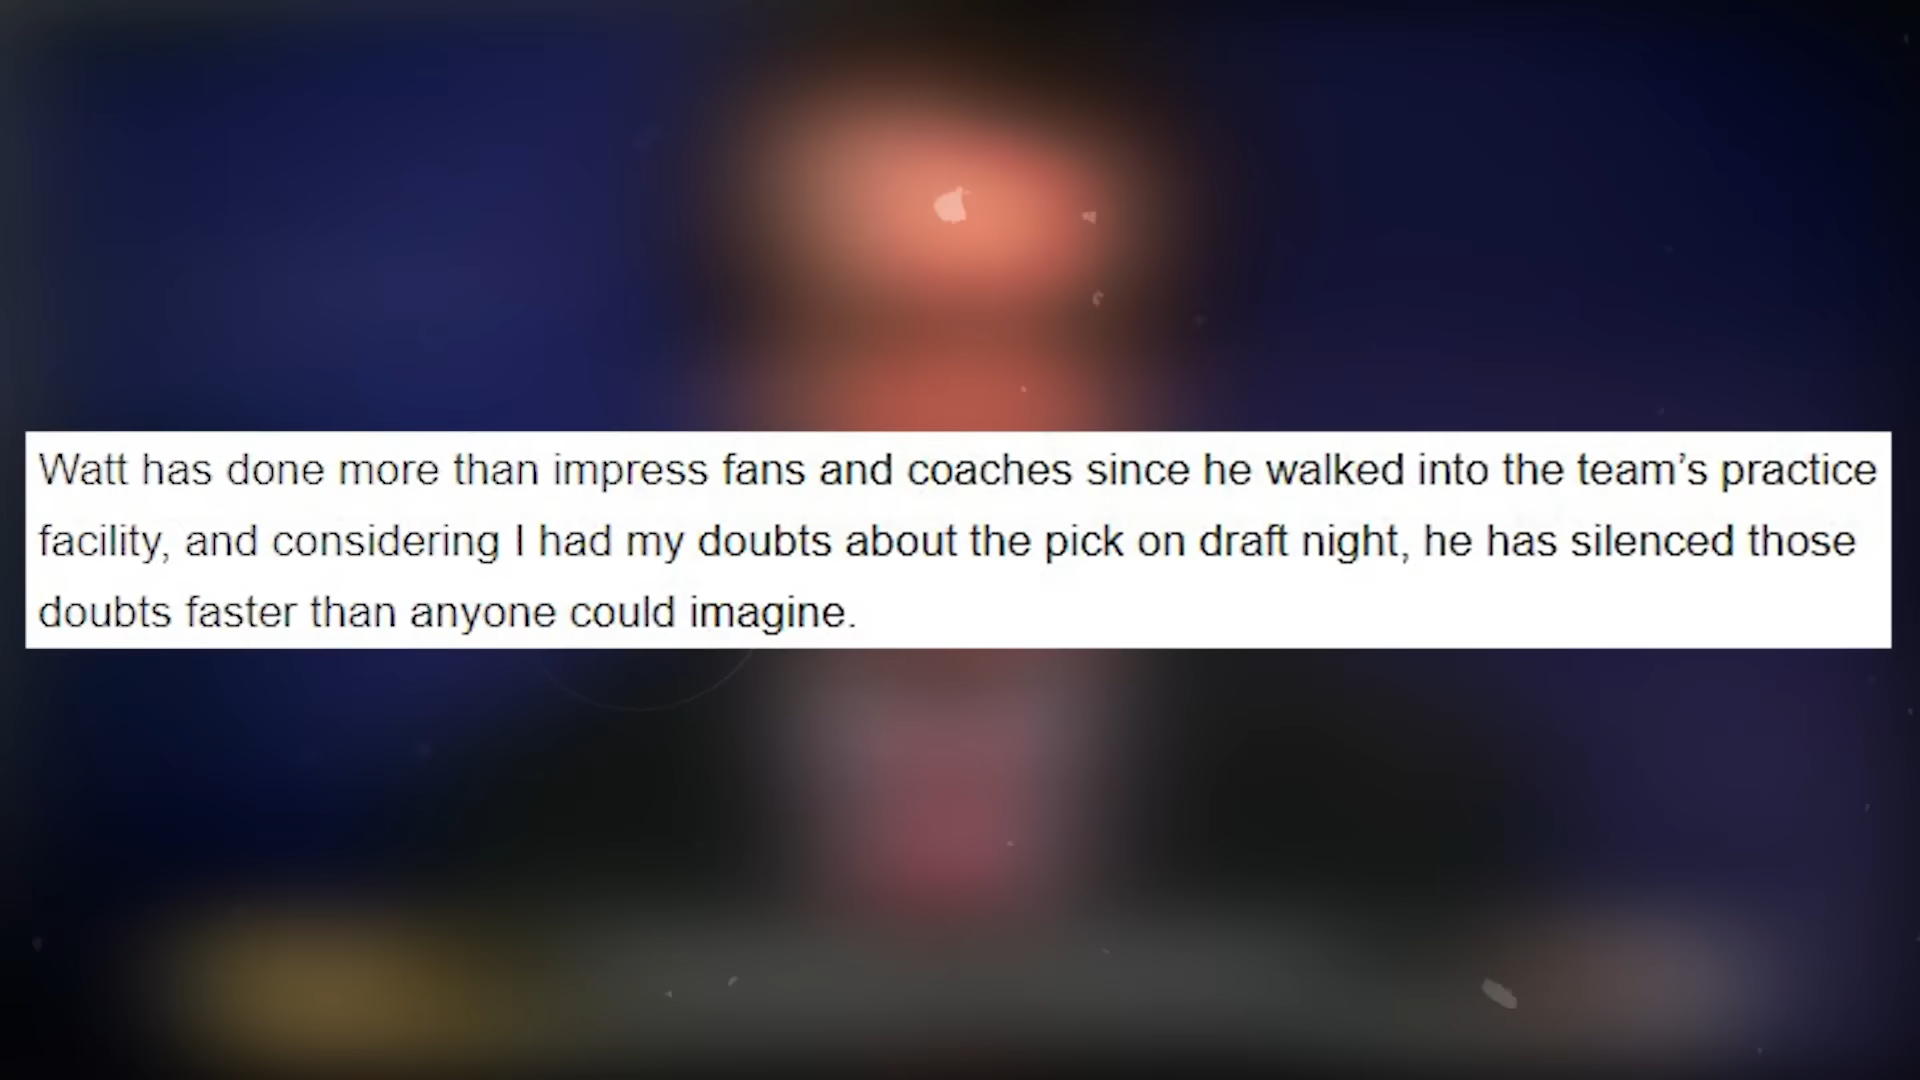 Watt has done more than impress fans and coaches since he walked into the team’s practice
facility, and considering I had my doubts about the pick on draft night, he has silenced those
doubts faster than anyone could imagine.